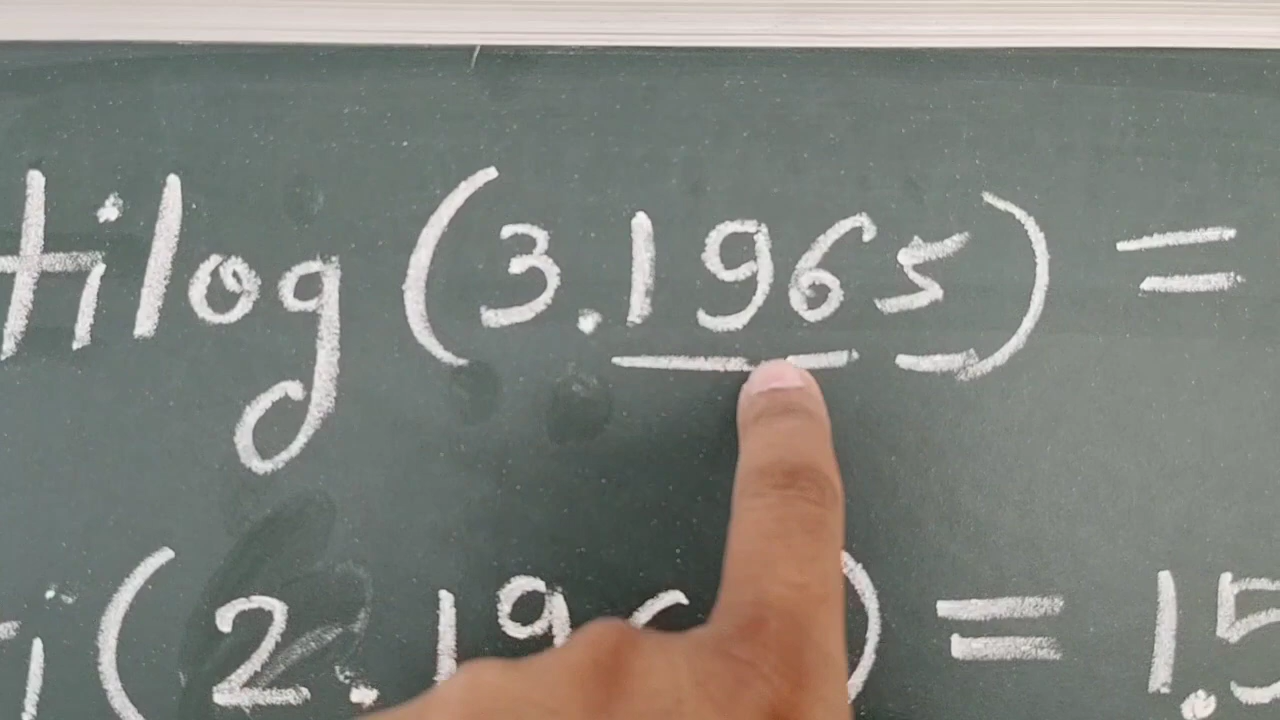 tilog (3.1965) =
i (2.196 ) = 1.5